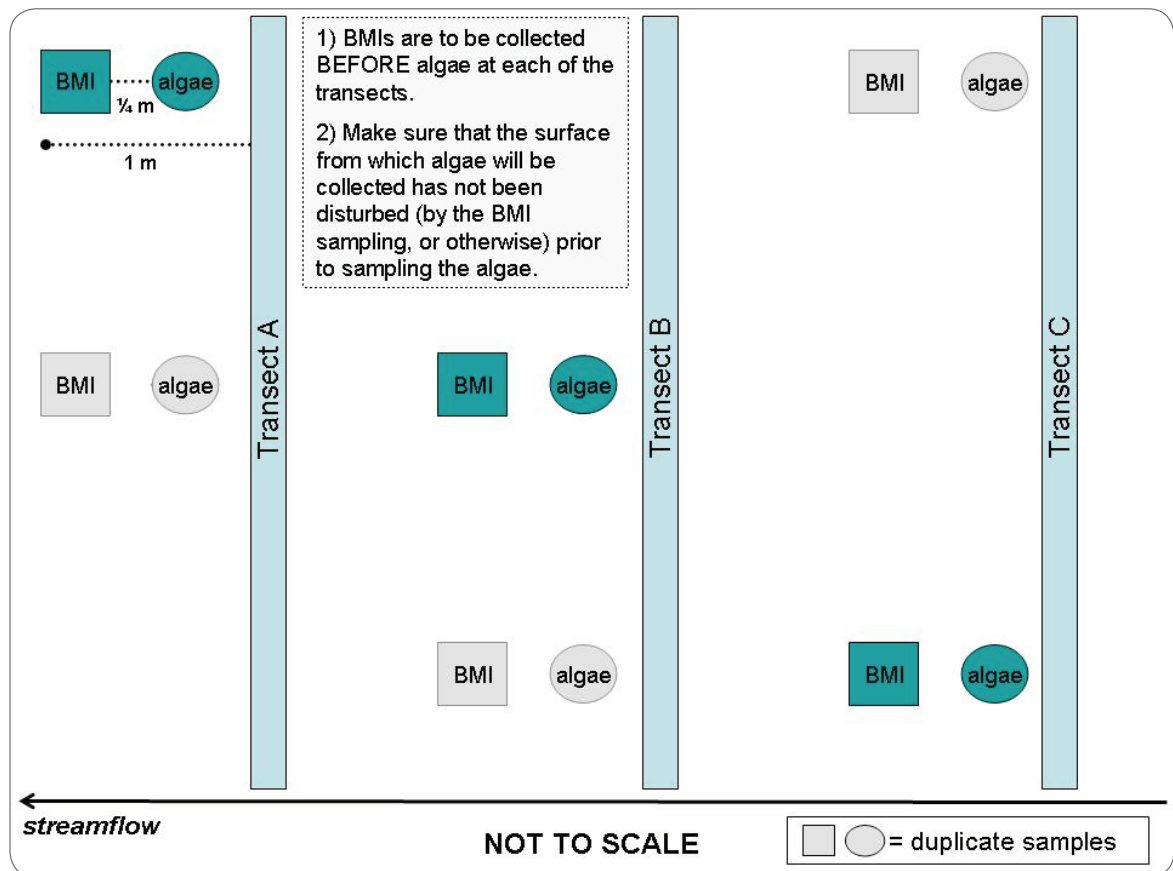 BMI
algae
¼ m
1 m
1) BMIs are to be collected
BEFORE algae at each of the
transects.
2) Make sure that the surface
from which algae will be
collected has not been
disturbed (by the BMI
sampling, or otherwise) prior
to sampling the algae.
BMI
algae
Transect A
Transect B
Transect C
BMI
algae
BMI
algae
BMI
algae
BMI
algae
streamflow
NOT TO SCALE
= duplicate samples